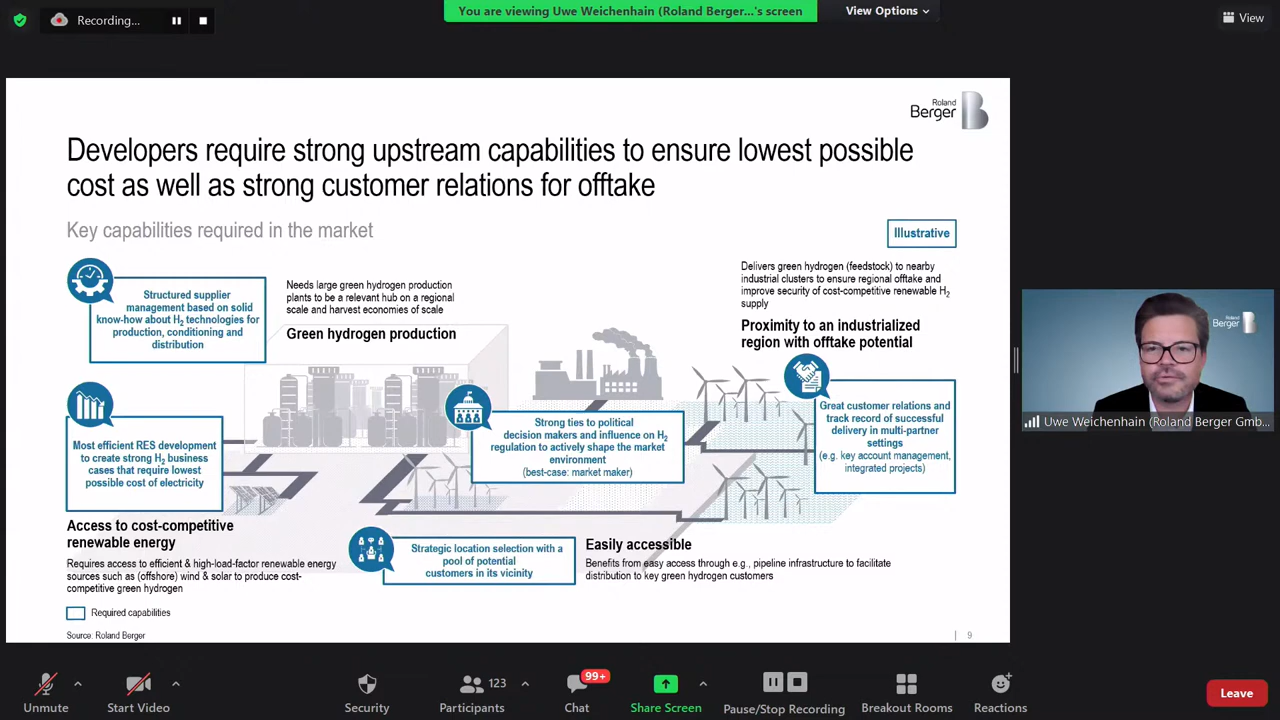 Recording...
You are viewing Uwe Weichenhain (Roland Berger...'s screen
View Options
View
Roland
Berger
Developers require strong upstream capabilities to ensure lowest possible
cost as well as strong customer relations for offtake
Key capabilities required in the market
Illustrative
Structured supplier
management based on solid
know-how about H2 technologies for
production, conditioning and
distribution
Needs large green hydrogen production
plants to be a relevant hub on a regional
scale and harvest economies of scale
Green hydrogen production
Delivers green hydrogen (feedstock) to nearby
industrial clusters to ensure regional offtake and
improve security of cost-competitive renewable H2
supply
Proximity to an industrialized
region with offtake potential
Most efficient RES development
to create strong H2 business
cases that require lowest
possible cost of electricity
Strong ties to political
decision makers and influence on H2
regulation to actively shape the market
environment
(best-case: market maker)
Great customer relations and
track record of successful
delivery in multi-partner
settings
(e.g. key account management,
integrated projects)
Access to cost-competitive
renewable energy
Requires access to efficient & high-load-factor renewable energy
sources such as (offshore) wind & solar to produce cost-
competitive green hydrogen
Strategic location selection with a
pool of potential
customers in its vicinity
Easily accessible
Benefits from easy access through e.g., pipeline infrastructure to facilitate
distribution to key green hydrogen customers
Required capabilities
Source: Roland Berger
9
Roland
Berger
Uwe Weichenhain (Roland Berger Gmb...
Unmute
Start Video
Security
123
Participants
99+
Chat
Share Screen
Pause/Stop Recording
Breakout Rooms
Reactions
Leave